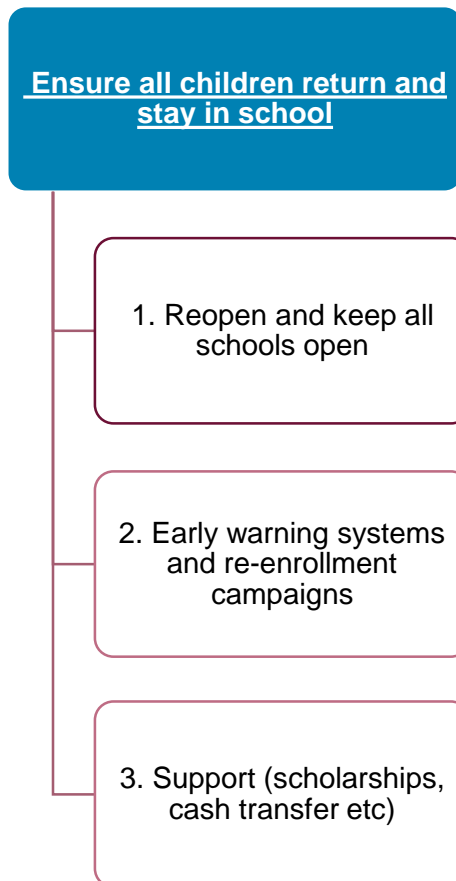 Ensure all children return and
stay in school
1. Reopen and keep all
schools open
2. Early warning systems
and re-enrollment
campaigns
3. Support (scholarships,
cash transfer etc)